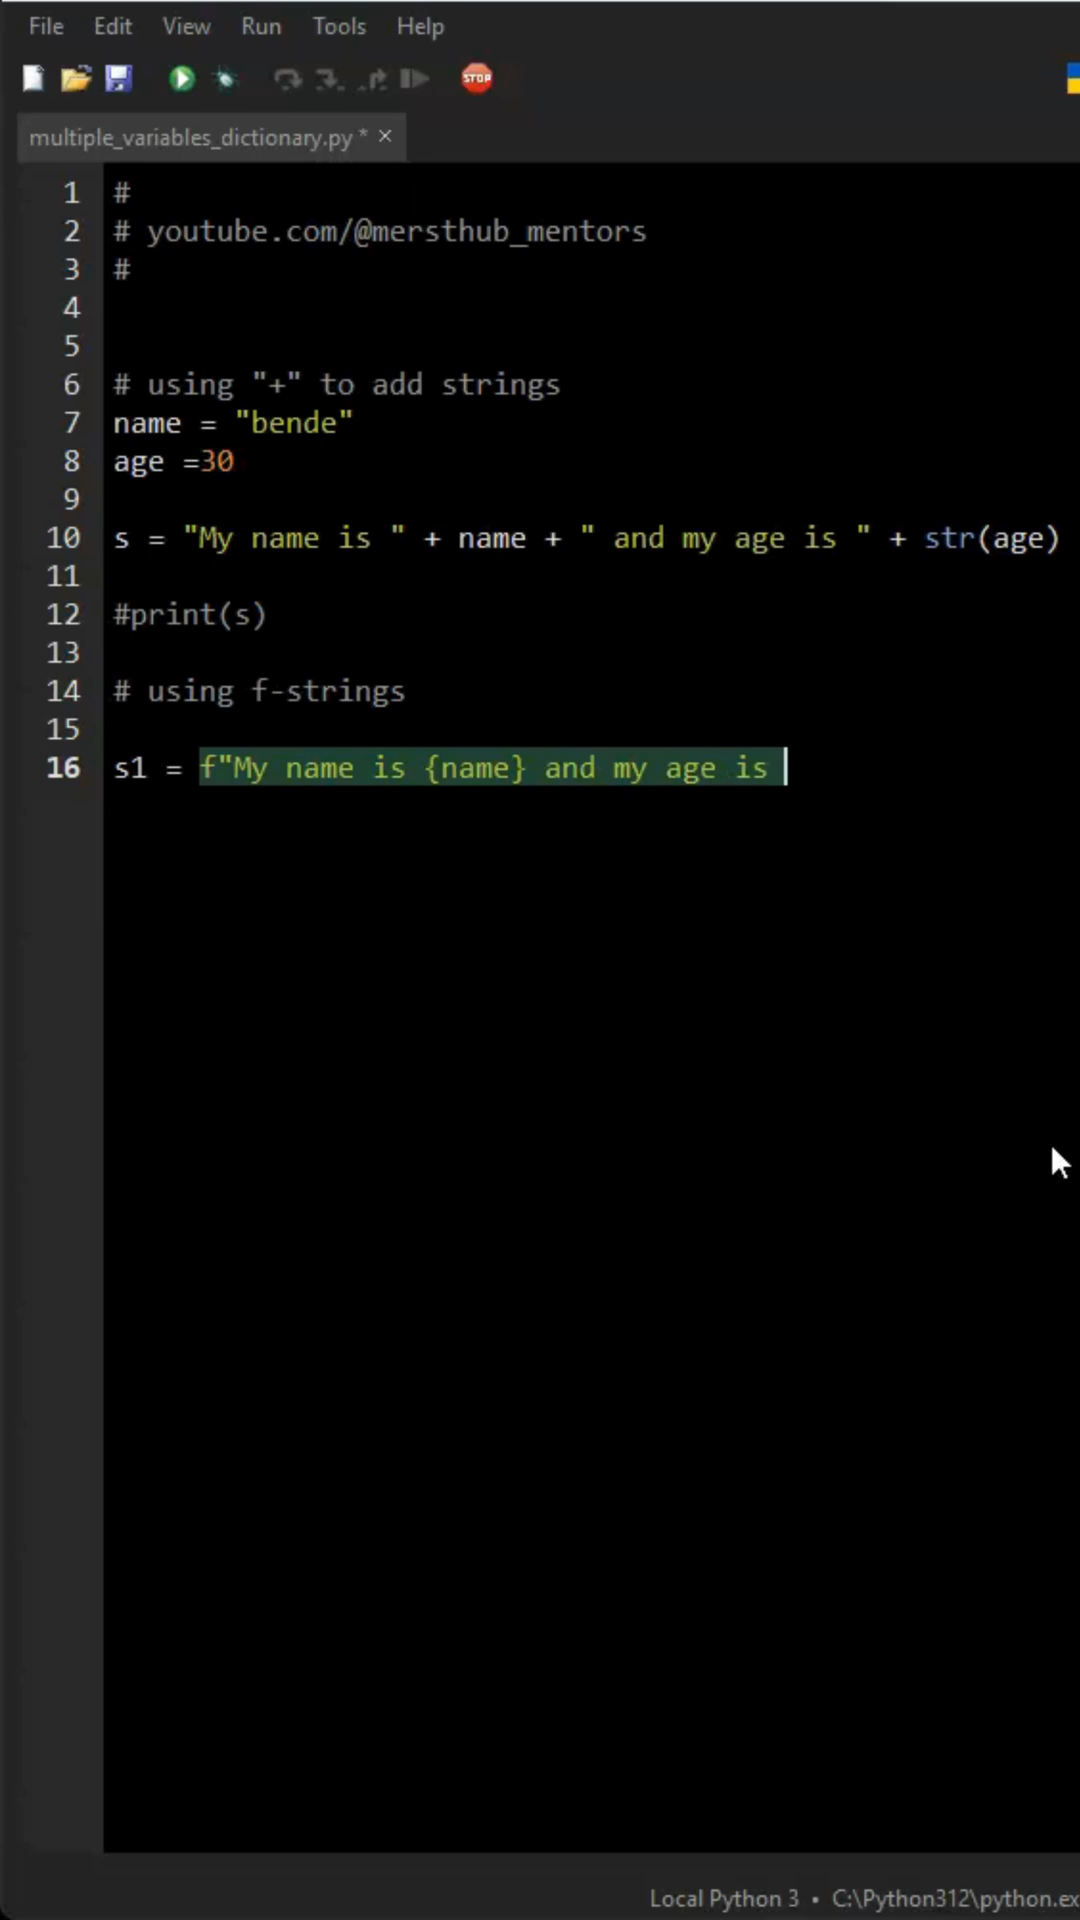 File Edit View Run Tools Help
STOP
multiple_variables_dictionary.py * ×
1 #
2 # youtube.com/@mersthub_mentors
3 #
4
5
6 # using "+" to add strings
7 name = "bende"
8 age =30
9
10 s = "My name is " + name + " and my age is " + str(age)
11
12 #print(s)
13
14 # using f-strings
15
16 s1 = f"My name is {name} and my age is
Local Python 3 • C:\Python312\python.ex